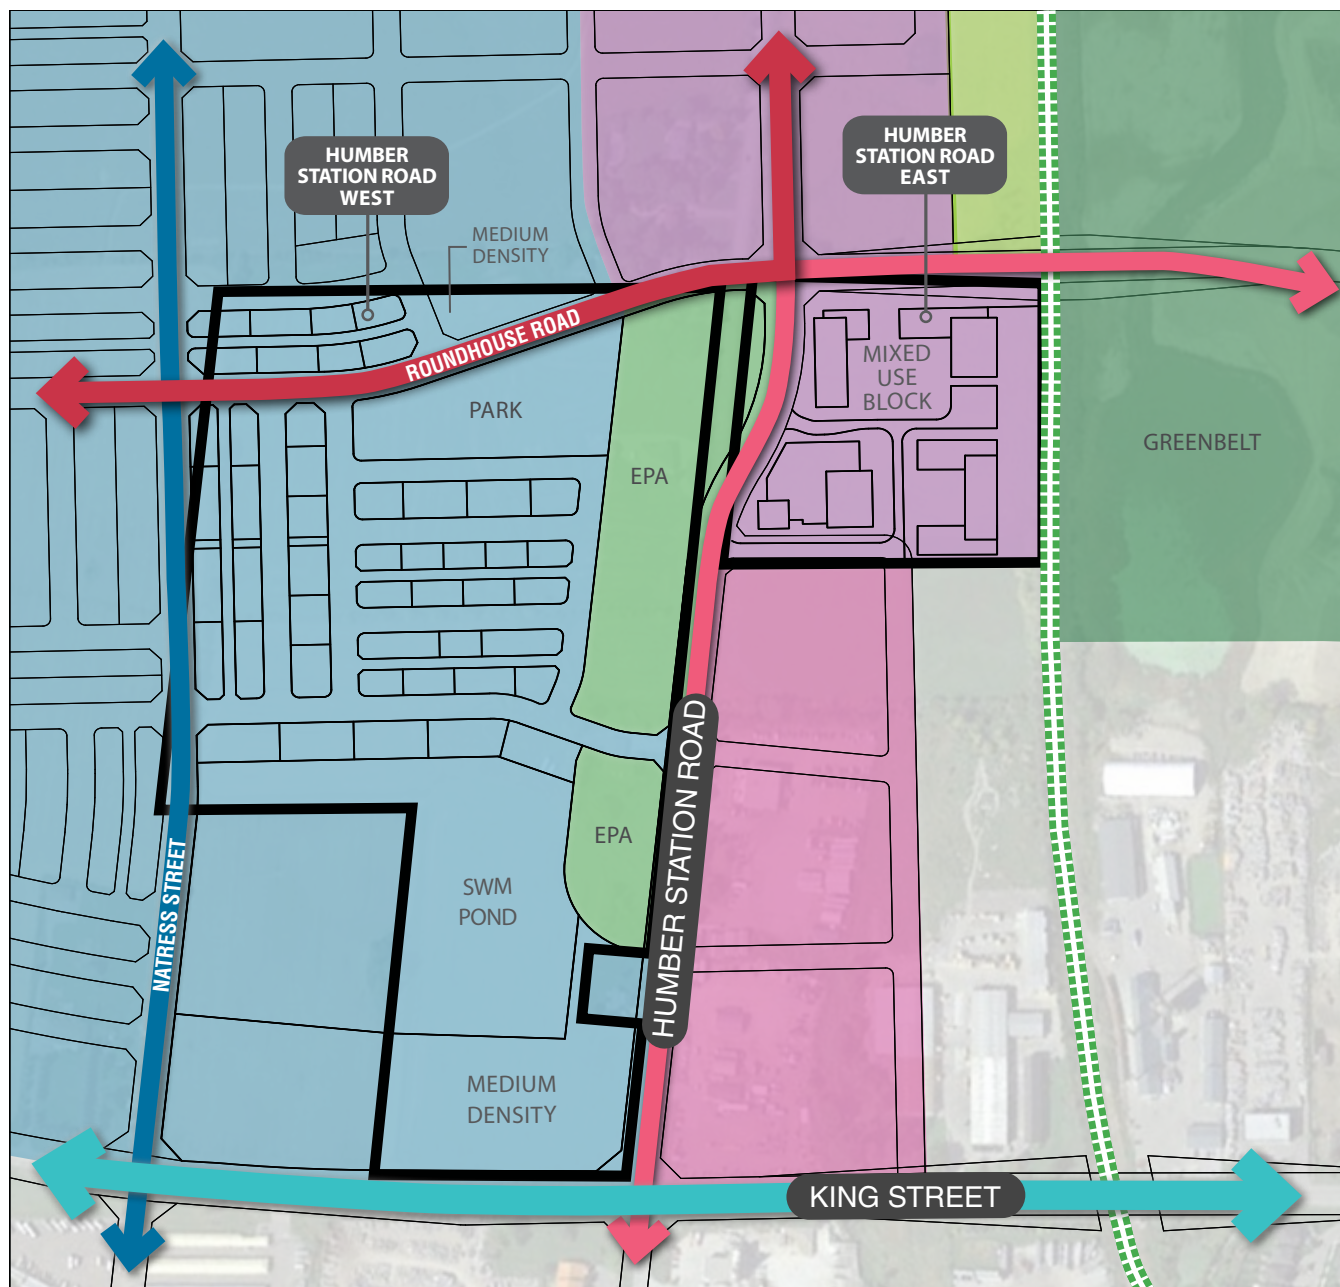 HUMBER
STATION ROAD
WEST
HUMBER
STATION ROAD
EAST
MEDIUM
DENSITY
ROUNDHOUSE ROAD
MIXED
USE
BLOCK
PARK
GREENBELT
EPA
HUMBER STATION ROAD
EPA
NATRESS STREET
SWM
POND
MEDIUM
DENSITY
KING STREET